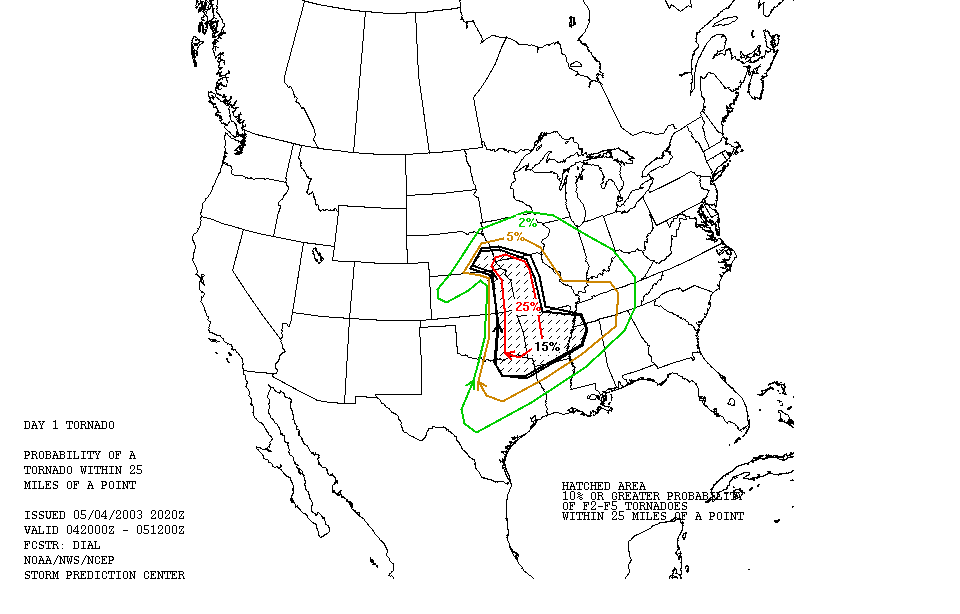 2%
5%
25%
15%
DAY 1 TORNADO
PROBABILITY OF A
TORNADO WITHIN 25
MILES OF A POINT
ISSUED 05/04/2003 2020Z
VALID 042000Z - 051200Z
FCSTR: DIAL
NOAA/NWS/NCEP
STORM PREDICTION CENTER
HATCHED AREA
10% OR GREATER PROBABILITY
OF F2-F5 TORNADOES
WITHIN 25 MILES OF A POINT